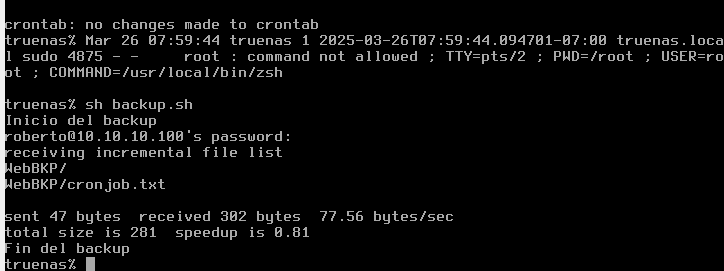 crontab: no changes made to crontab
truenas% Mar 26 07:59:44 truenas 1 2025-03-26T07:59:44.094701-07:00 truenas.loca
l sudo 4875 - -    root : command not allowed ; TTY=pts/2 ; PWD=/root ; USER=ro
ot ; COMMAND=/usr/local/bin/zsh
truenas% sh backup.sh
Inicio del backup
roberto@10.10.10.100's password:
receiving incremental file list
WebBKP/
WebBKP/cronjob.txt
sent 47 bytes  received 302 bytes  77.56 bytes/sec
total size is 281  speedup is 0.81
Fin del backup
truenas%